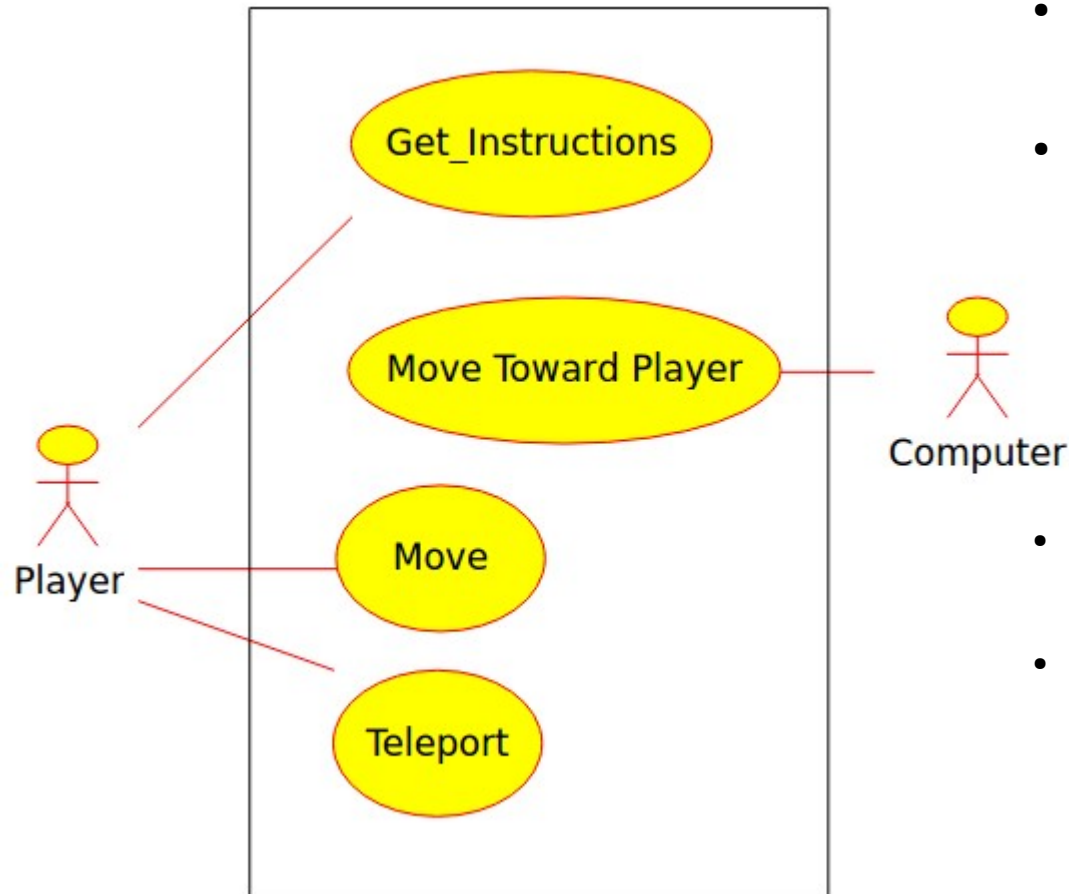 Get_Instructions
Move Toward Player
Computer
Move
Player
Teleport